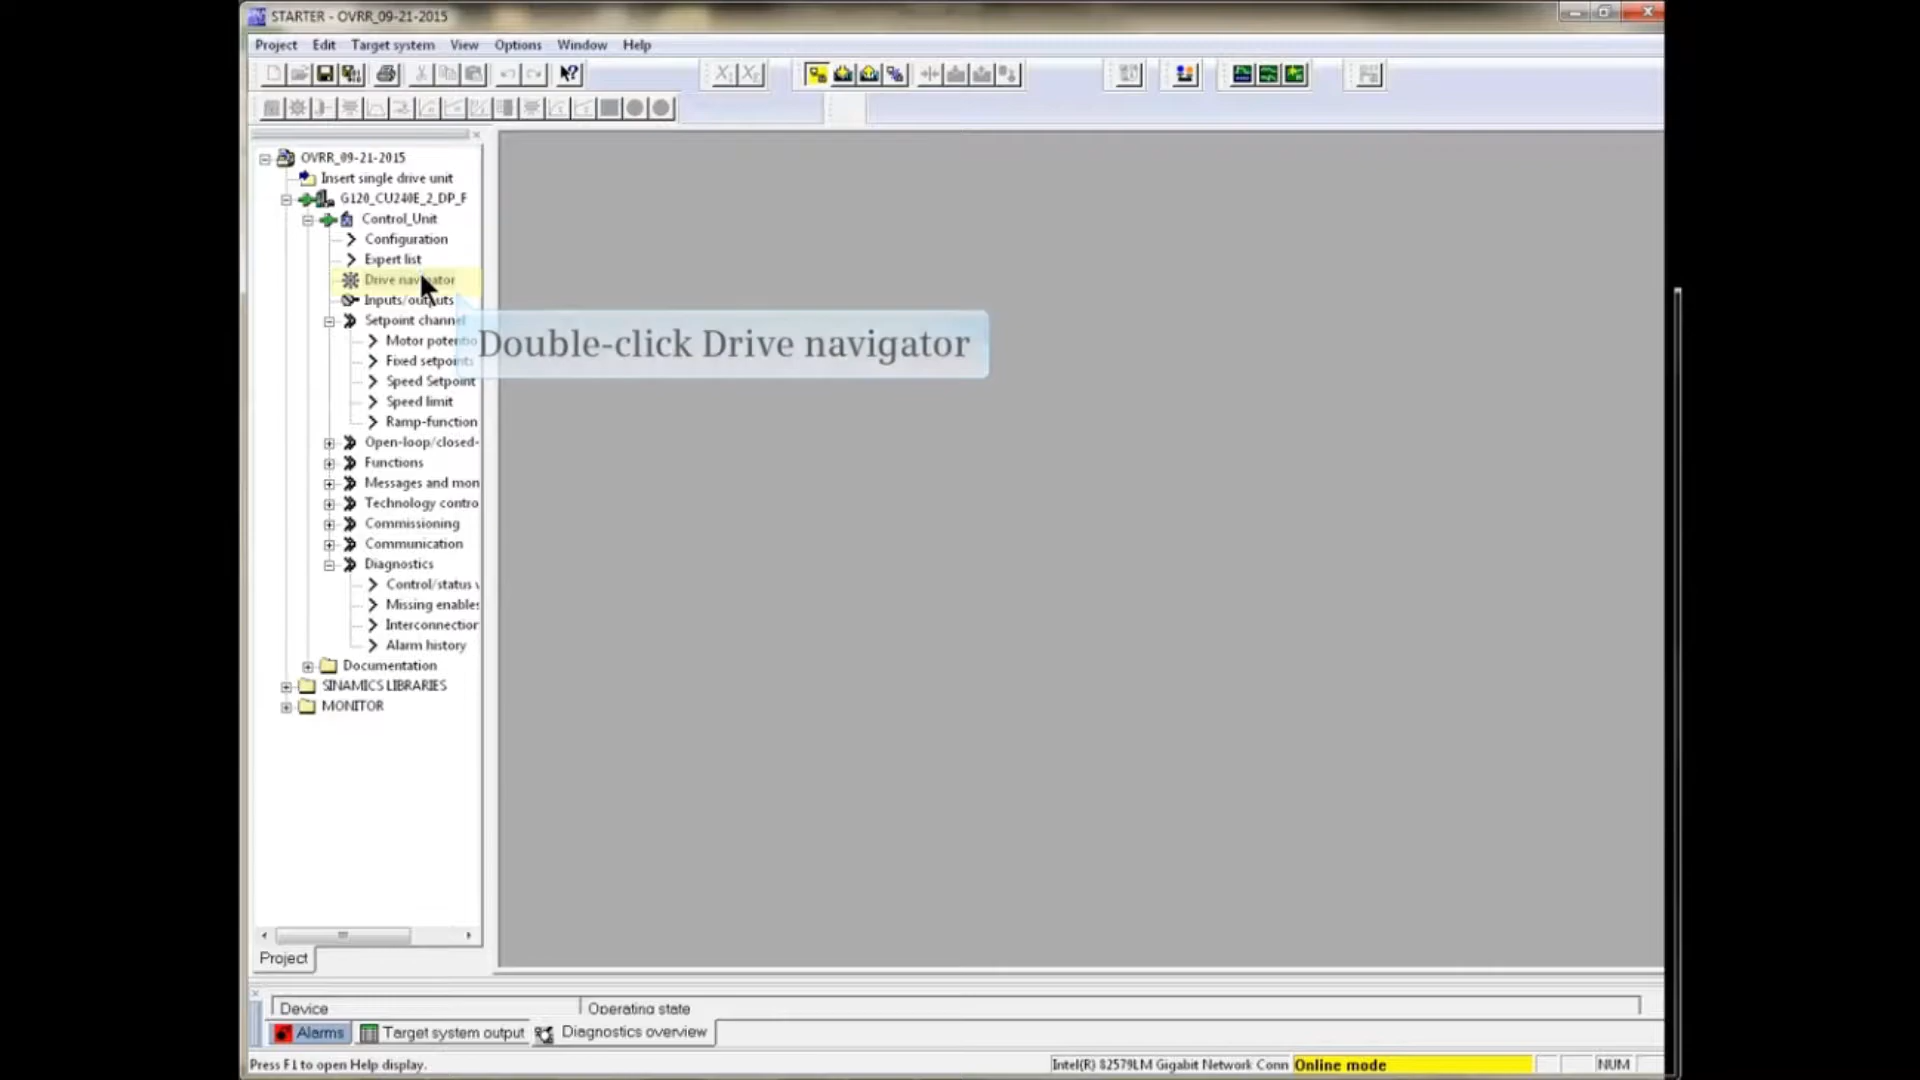 STARTER - OVRR_09-21-2015
Project Edit Target system View Options Window Help
OVRR_09-21-2015
Insert single drive unit
G120_CU240E_2_DP_F
Control_Unit
Configuration
Expert list
Drive navigator
Inputs/outputs
Setpoint channel
Double-click Drive navigator
Motor potentio
Fixed setpoints
Speed Setpoint
Speed limit
Ramp-function
Open-loop/closed-
Functions
Messages and mon
Technology contro
Commissioning
Communication
Diagnostics
Control/status v
Missing enables
Interconnection
Alarm history
Documentation
SINAMICS LIBRARIES
MONITOR
Project
Device Operating state
Alarms Target system output Diagnostics overview
Press F1 to open Help display. Intel(R) 82579LM Gigabit Network Conn Online mode NUM